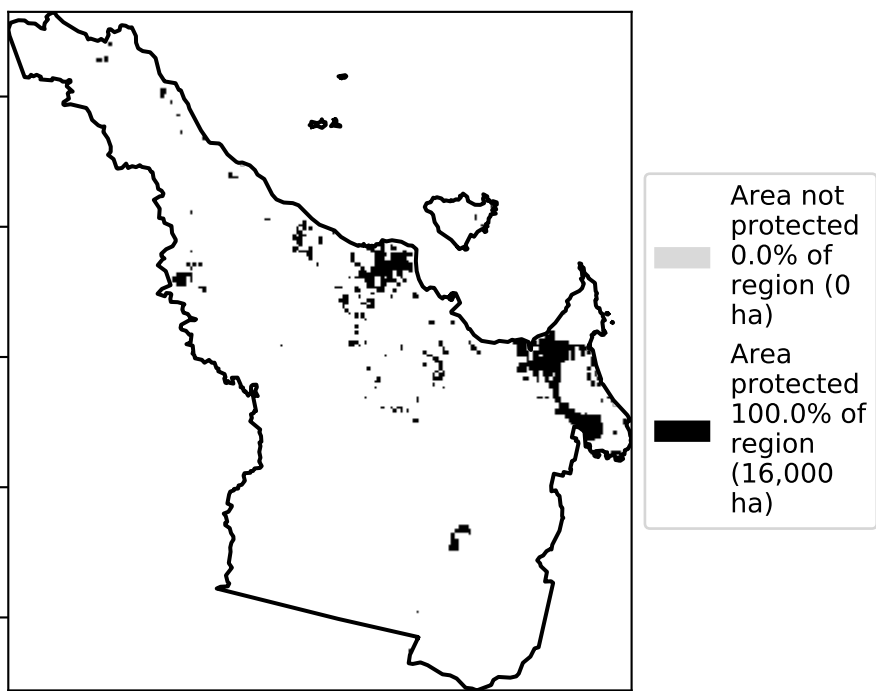 Area not
protected
0.0% of
region (0
ha)
Area
protected
100.0% of
region
(16,000
ha)